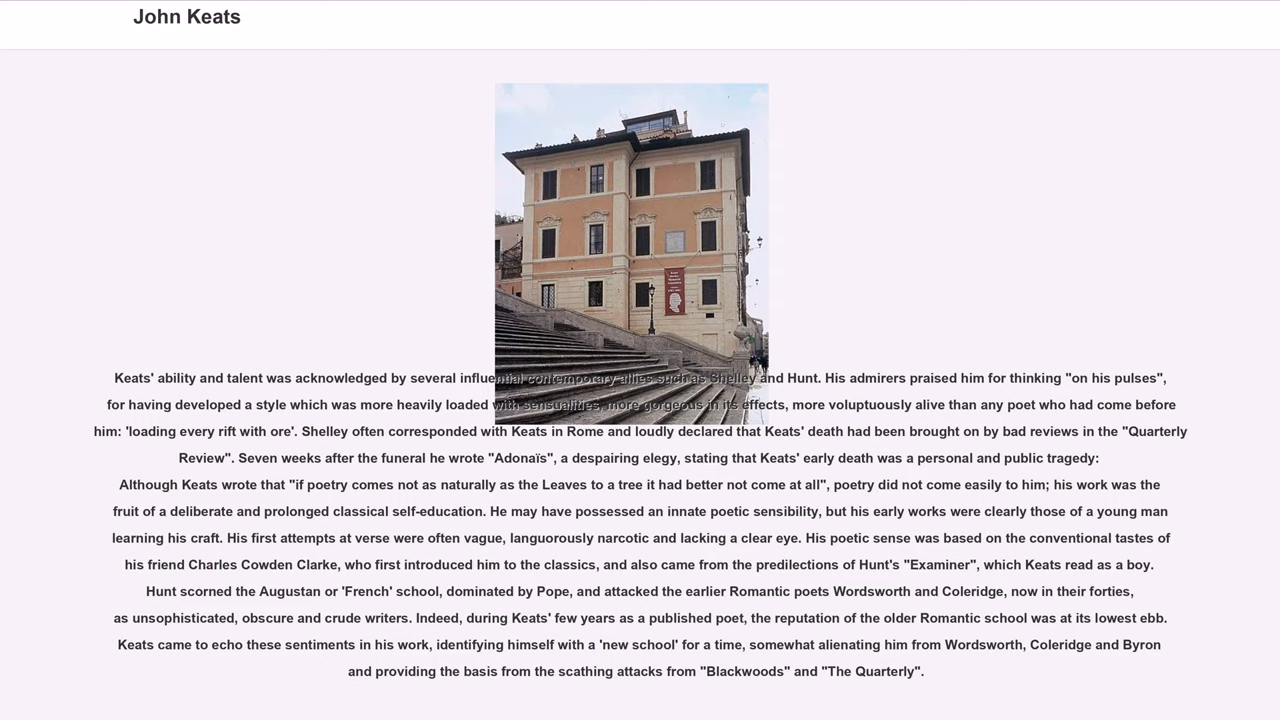 John Keats
Keats' ability and talent was acknowledged by several influential contemporary allies such as Shelley and Hunt. His admirers praised him for thinking "on his pulses",
for having developed a style which was more heavily loaded with sensualities, more gorgeous in its effects, more voluptuously alive than any poet who had come before
him: 'loading every rift with ore'. Shelley often corresponded with Keats in Rome and loudly declared that Keats' death had been brought on by bad reviews in the "Quarterly
Review". Seven weeks after the funeral he wrote "Adonaïs", a despairing elegy, stating that Keats' early death was a personal and public tragedy:
Although Keats wrote that "if poetry comes not as naturally as the Leaves to a tree it had better not come at all", poetry did not come easily to him; his work was the
fruit of a deliberate and prolonged classical self-education. He may have possessed an innate poetic sensibility, but his early works were clearly those of a young man
learning his craft. His first attempts at verse were often vague, languorously narcotic and lacking a clear eye. His poetic sense was based on the conventional tastes of
his friend Charles Cowden Clarke, who first introduced him to the classics, and also came from the predilections of Hunt's "Examiner", which Keats read as a boy.
Hunt scorned the Augustan or 'French' school, dominated by Pope, and attacked the earlier Romantic poets Wordsworth and Coleridge, now in their forties,
as unsophisticated, obscure and crude writers. Indeed, during Keats' few years as a published poet, the reputation of the older Romantic school was at its lowest ebb.
Keats came to echo these sentiments in his work, identifying himself with a 'new school' for a time, somewhat alienating him from Wordsworth, Coleridge and Byron
and providing the basis from the scathing attacks from "Blackwoods" and "The Quarterly".